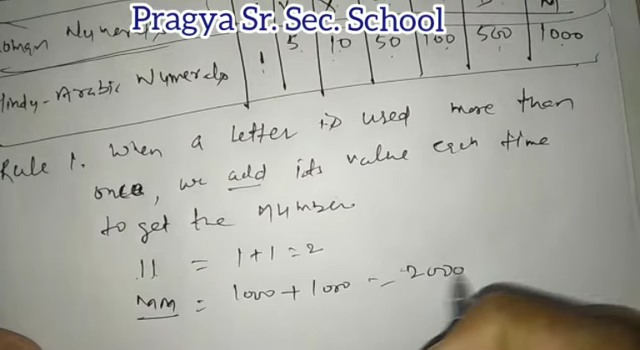 Pragya Sr. Sec. School
Roman Numerals
Hindu-Arabic Numerals 1 5 10 50 100 500 1000
Rule 1. When a letter is used more than
once, we add its value each time
to get the number
II = 1+1=2
MM = 1000+1000 = 2000